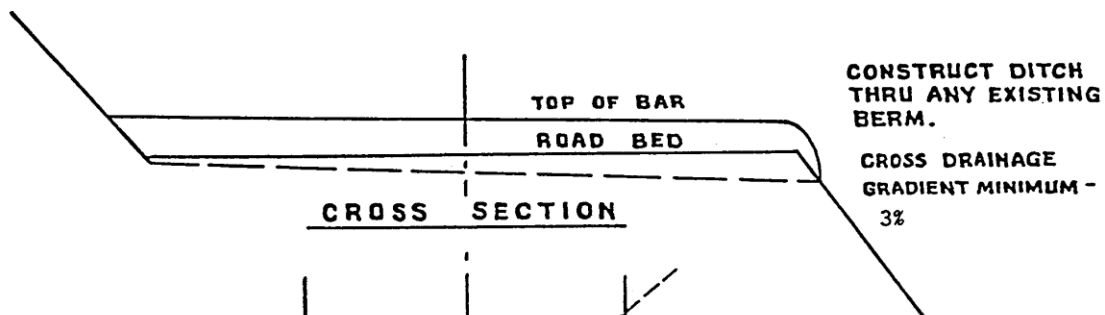 TOP OF BAR
ROAD BED
CONSTRUCT DITCH
THRU ANY EXISTING
BERM.
CROSS DRAINAGE
GRADIENT MINIMUM -
3%
CROSS SECTION